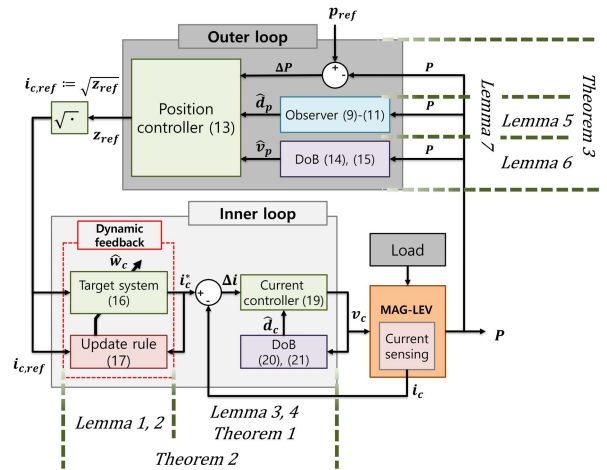 p_ref
Outer loop
i_{c,ref} ≔ √z_ref
ΔP
+
-
P
√·
z_ref
Position
controller (13)
d̂_p
Observer (9)-(11)
P
v̂_p
DoB (14), (15)
P
Lemma 7
Lemma 5
Lemma 6
Theorem 3
Inner loop
Dynamic
feedback
ŵ_c
Load
Target system
(16)
i_c^*
+
-
Δi
Current
controller (19)
v_c
MAG-LEV
P
d̂_c
Update rule
(17)
i_{c,ref}
DoB
(20), (21)
Current
sensing
i_c
Lemma 1, 2
Lemma 3, 4
Theorem 1
Theorem 2